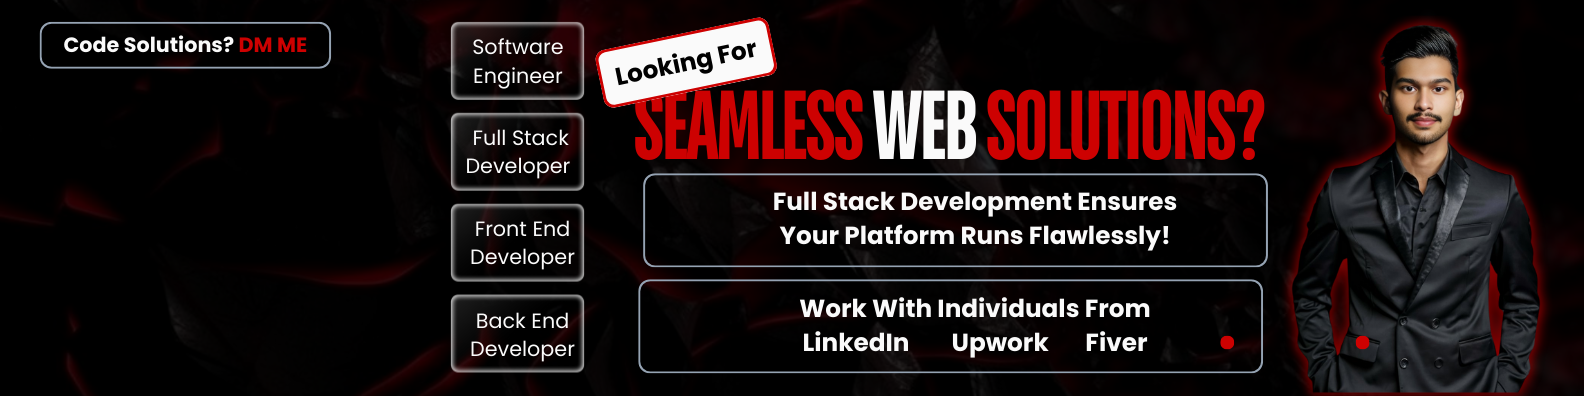 Code Solutions? DM ME
Software
Engineer
Full Stack
Developer
Front End
Developer
Back End
Developer
Looking For
SEAMLESS WEB SOLUTIONS?
Full Stack Development Ensures
Your Platform Runs Flawlessly!
Work With Individuals From
LinkedIn Upwork Fiver